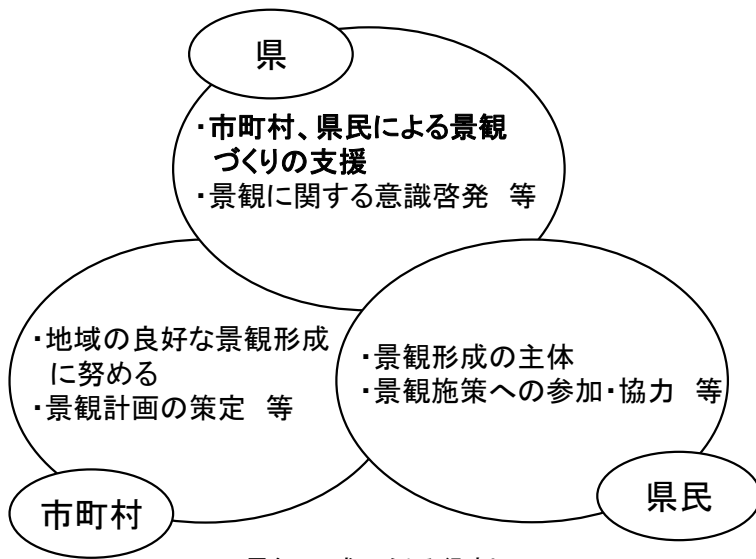 県
・市町村、県民による景観
づくりの支援
・景観に関する意識啓発　等
・地域の良好な景観形成
に努める
・景観計画の策定　等
・景観形成の主体
・景観施策への参加・協力　等
市町村
県民